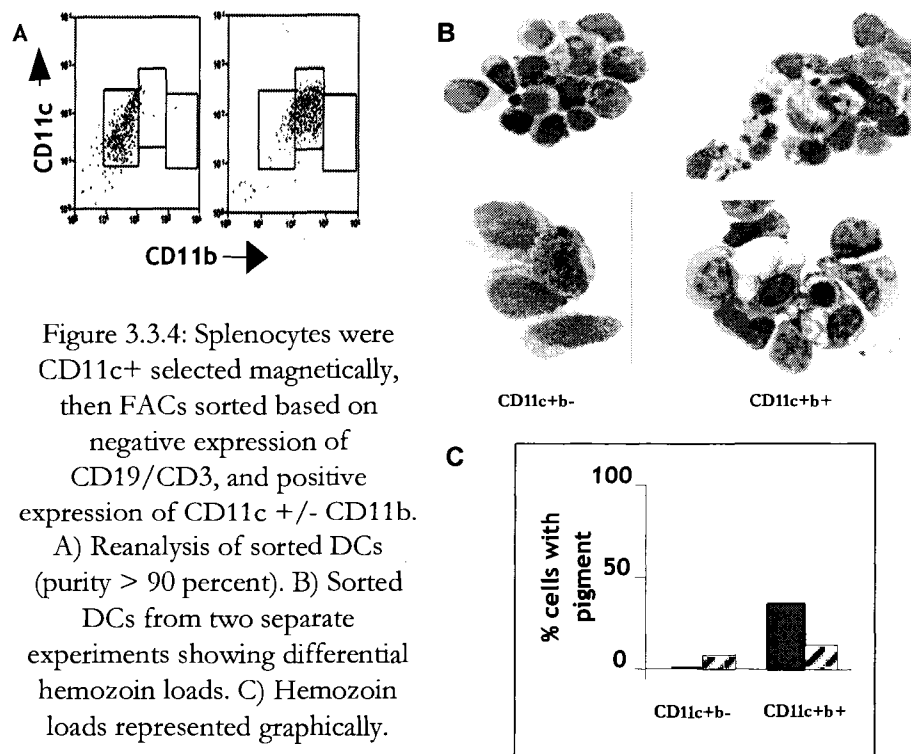 A
CD11c
CD11b
B
CD11c+b-
CD11c+b+
Figure 3.3.4: Splenocytes were
CD11c+ selected magnetically,
then FACs sorted based on
negative expression of
CD19/CD3, and positive
expression of CD11c +/- CD11b.
A) Reanalysis of sorted DCs
(purity > 90 percent). B) Sorted
DCs from two separate
experiments showing differential
hemozoin loads. C) Hemozoin
loads represented graphically.
C
% cells with
pigment
100
50
0
CD11c+b-
CD11c+b+